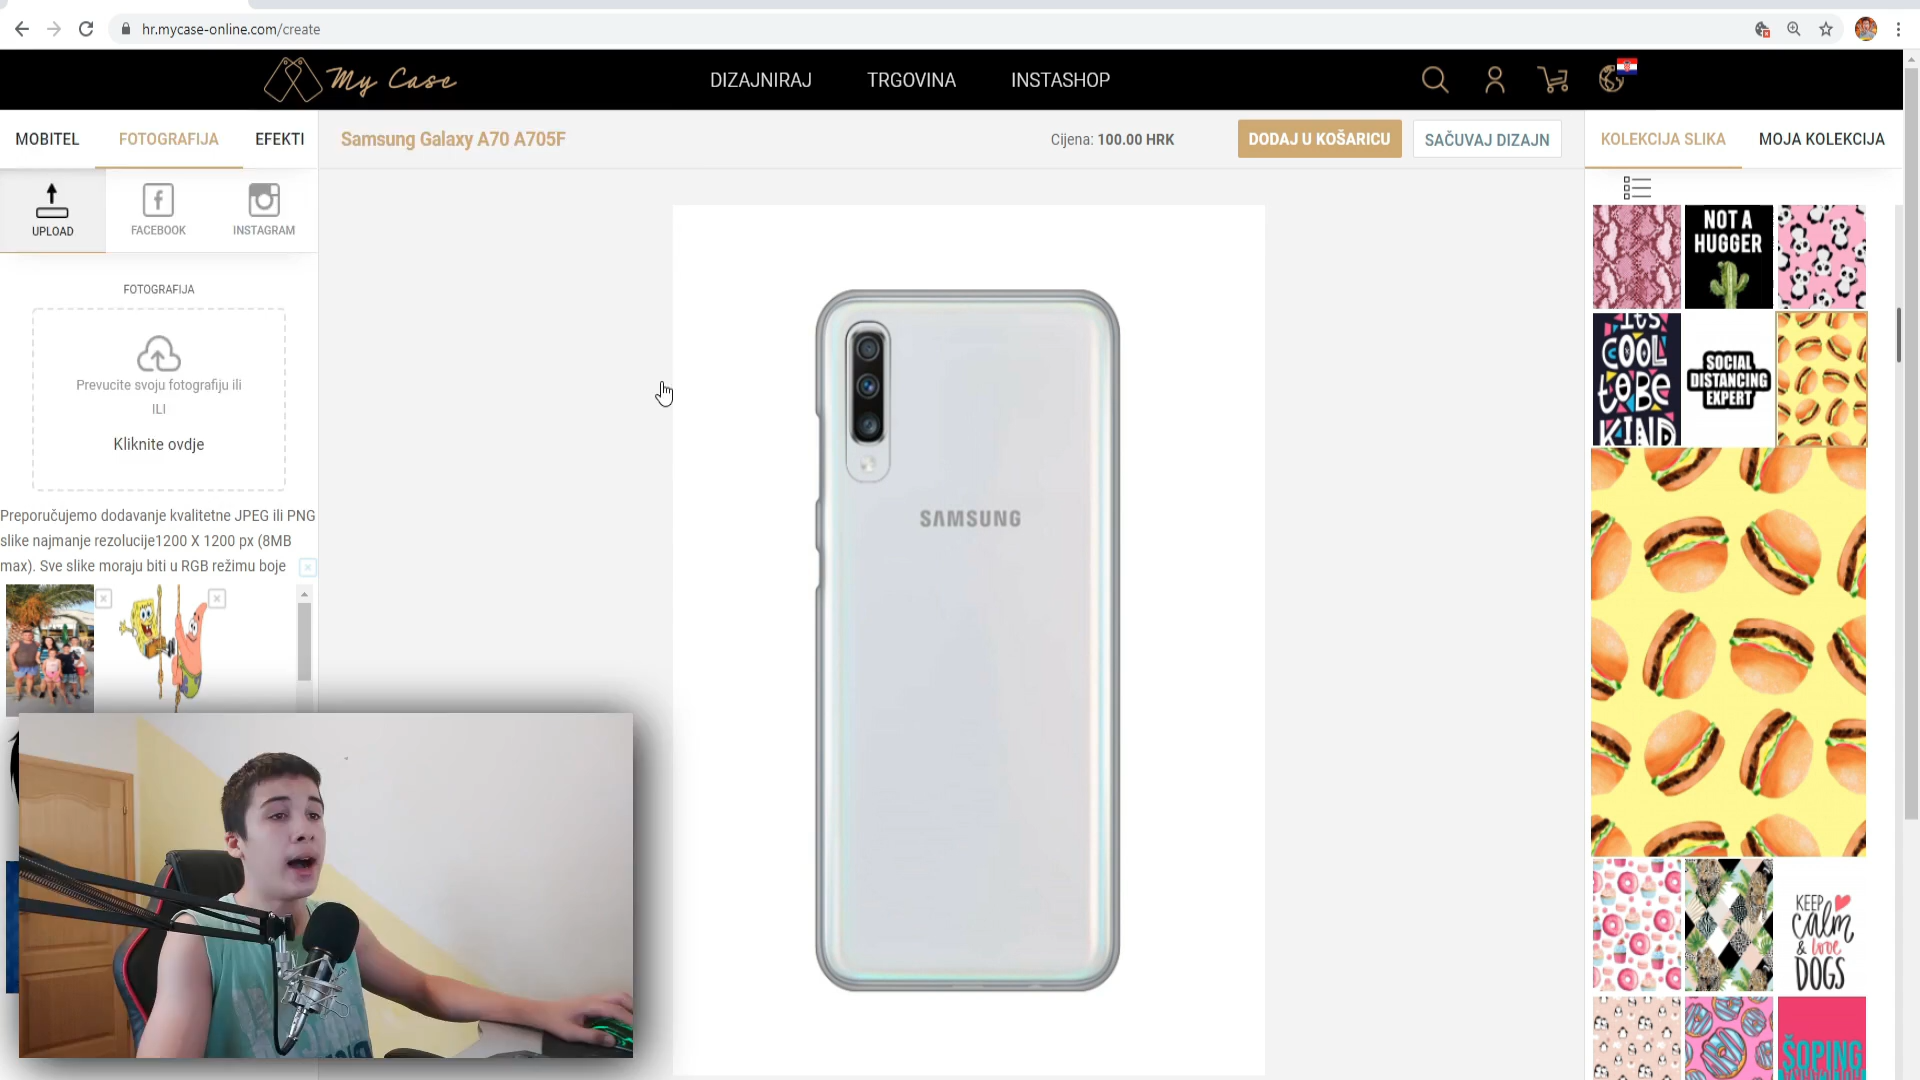 hr.mycase-online.com/create
My Case
DIZAJNIRAJ
TRGOVINA
INSTASHOP
MOBITEL
FOTOGRAFIJA
EFEKTI
Samsung Galaxy A70 A705F
Cijena: 100.00 HRK
DODAJ U KOŠARICU
SAČUVAJ DIZAJN
KOLEKCIJA SLIKA
MOJA KOLEKCIJA
UPLOAD
FACEBOOK
INSTAGRAM
FOTOGRAFIJA
Prevucite svoju fotografiju ili
ILI
Kliknite ovdje
Preporučujemo dodavanje kvalitetne JPEG ili PNG
slike najmanje rezolucije1200 X 1200 px (8MB
max). Sve slike moraju biti u RGB režimu boje
SAMSUNG
NOT A
HUGGER
It's
COOL
toBe
KIND
SOCIAL
DISTANCING
EXPERT
KEEP
calm
& love
DOGS
ŠOPING